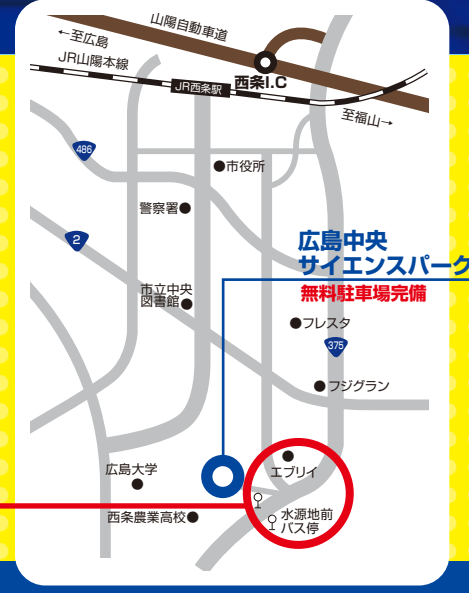 山陽自動車道
←至広島
JR山陽本線
JR西条駅
西条I.C
至福山→
486
市役所
警察署
2
広島中央
サイエンスパーク
無料駐車場完備
市立中央
図書館
フレスタ
375
フジグラン
広島大学
エブリイ
西条農業高校
水源地前
バス停